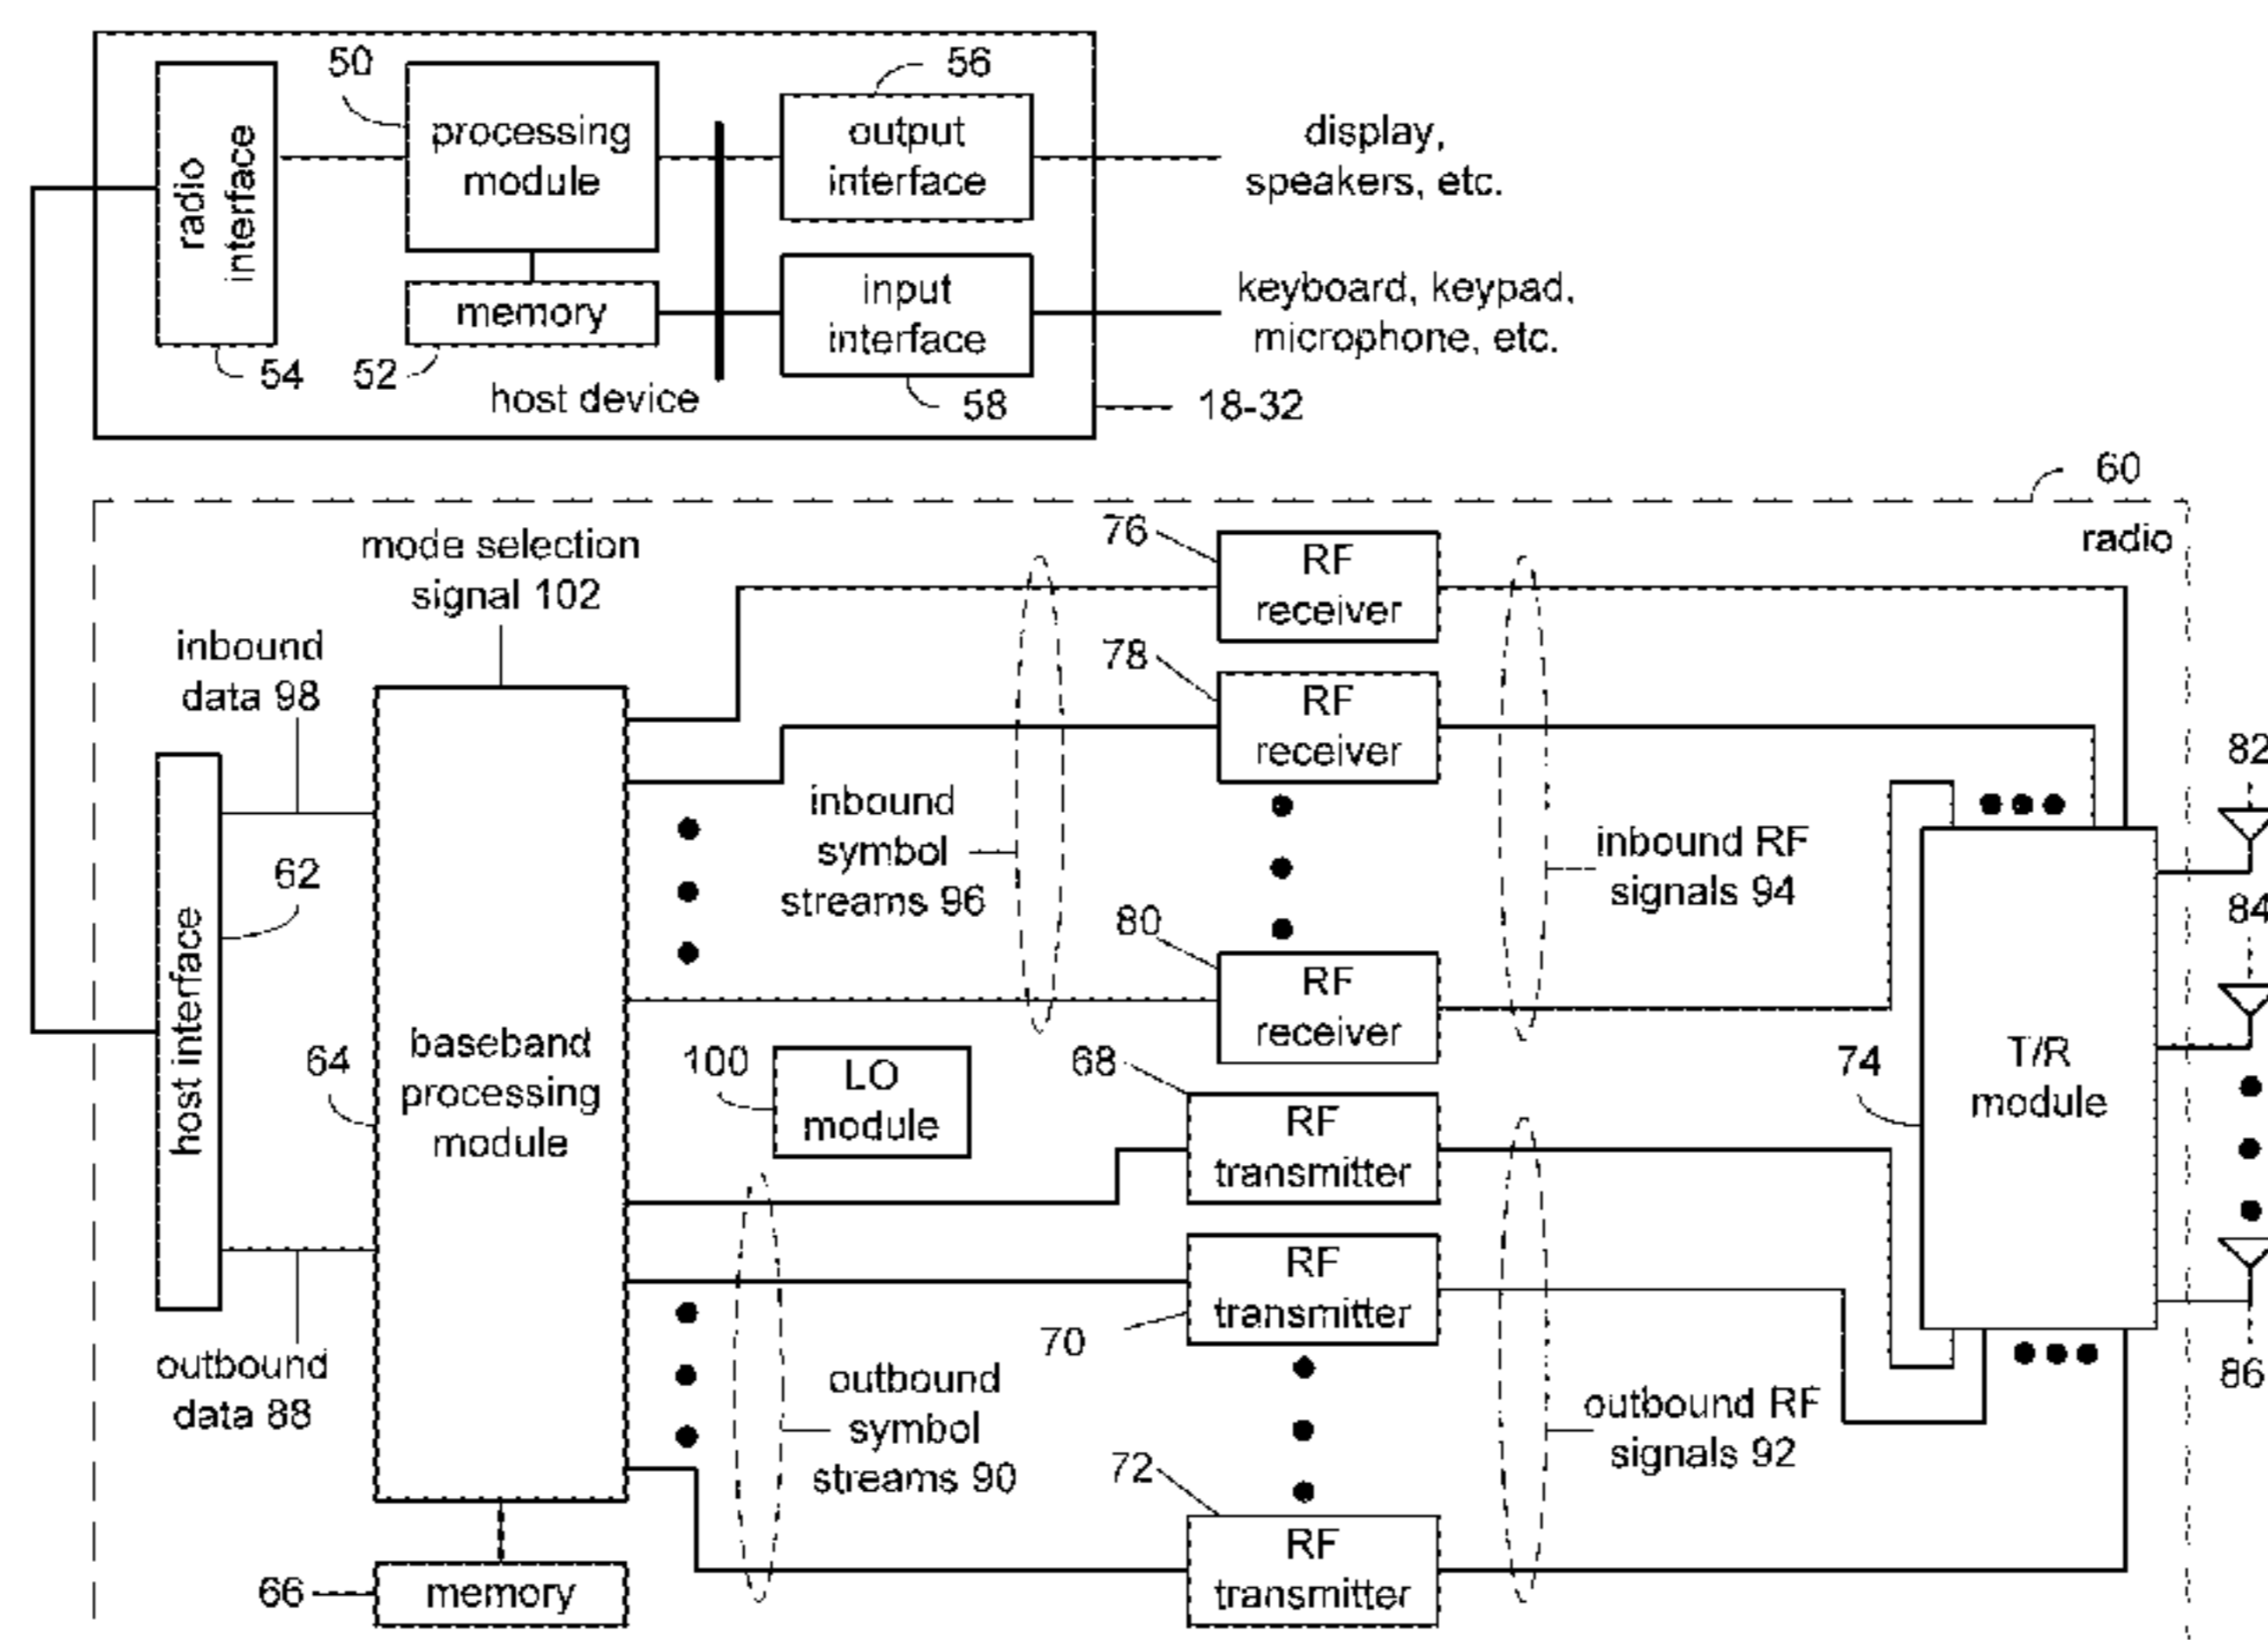 50
56
radio
interface
processing
module
output
interface
display,
speakers, etc.
memory
input
interface
keyboard, keypad,
microphone, etc.
54
52
host device
58
18-32
60
radio
mode selection
signal 102
76
RF
receiver
inbound
data 98
78
RF
receiver
82
inbound
symbol
streams 96
inbound RF
signals 94
62
84
80
RF
receiver
host interface
64
baseband
processing
module
100
LO
module
68
RF
transmitter
74
T/R
module
70
RF
transmitter
outbound
data 88
outbound
symbol
streams 90
outbound RF
signals 92
86
72
RF
transmitter
66
memory